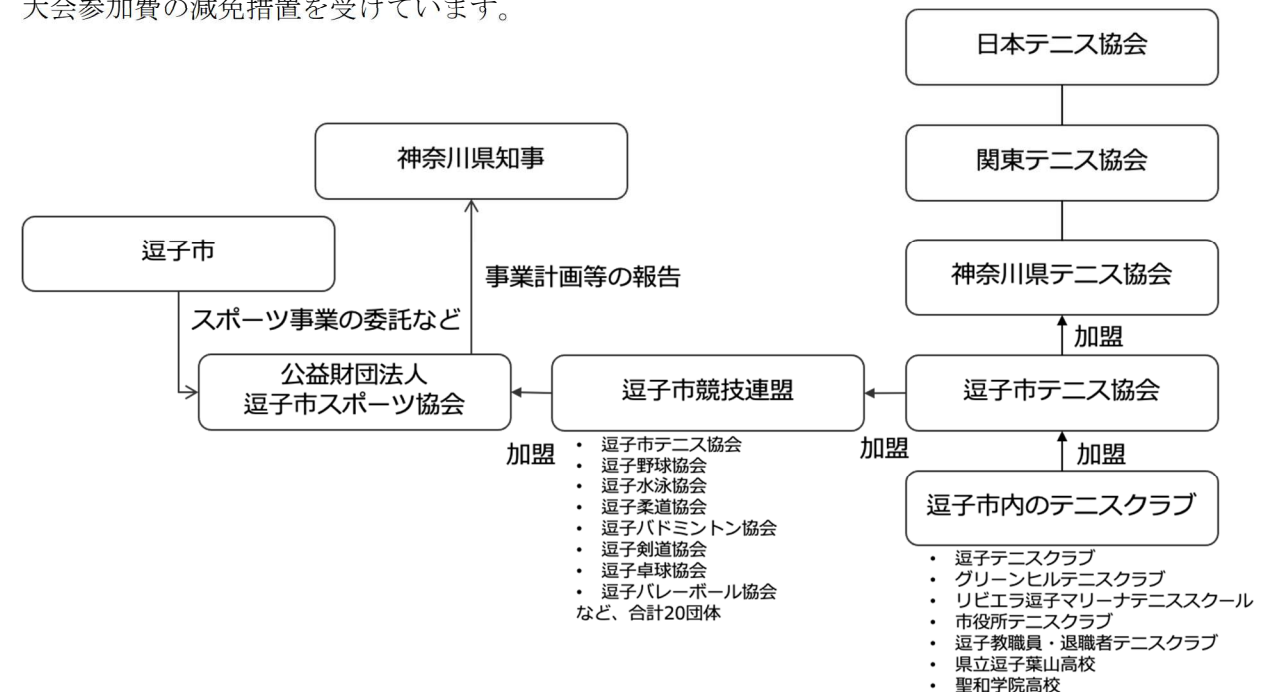 大会参加費の減免措置を受けています。
日本テニス協会
関東テニス協会
神奈川県知事
逗子市
神奈川県テニス協会
事業計画等の報告
スポーツ事業の委託など
加盟
公益財団法人
逗子市スポーツ協会
逗子市競技連盟
逗子市テニス協会
加盟
加盟
加盟
• 逗子市テニス協会
• 逗子野球協会
• 逗子水泳協会
• 逗子柔道協会
• 逗子バドミントン協会
• 逗子剣道協会
• 逗子卓球協会
• 逗子バレーボール協会
など、合計20団体
逗子市内のテニスクラブ
• 逗子テニスクラブ
• グリーンヒルテニスクラブ
• リビエラ逗子マリーナテニススクール
• 市役所テニスクラブ
• 逗子教職員・退職者テニスクラブ
• 県立逗子葉山高校
• 聖和学院高校